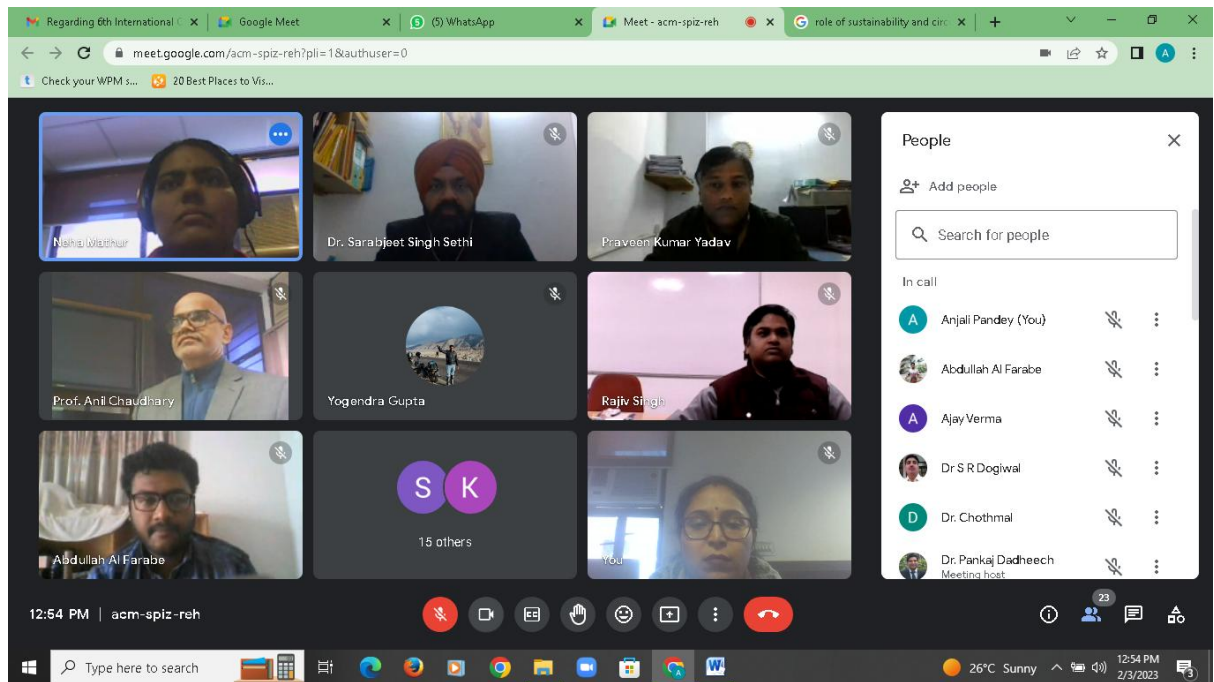 Regarding 6th International C
Google Meet
(5) WhatsApp
Meet - acm-spiz-reh
role of sustainability and circ
meet.google.com/acm-spiz-reh?pli=1&authuser=0
A
Check your WPM s...
20 Best Places to Vis...
Neha Mathur
Dr. Sarabjeet Singh Sethi
Praveen Kumar Yadav
Prof. Anil Chaudhary
Yogendra Gupta
Rajiv Singh
Abdullah Al Farabe
S K
15 others
You
People
Add people
Search for people
In call
A Anjali Pandey (You)
Abdullah Al Farabe
A Ajay Verma
Dr S R Dogiwal
D Dr. Chothmal
Dr. Pankaj Dadheech
Meeting host
12:54 PM | acm-spiz-reh
23
Type here to search
26°C Sunny
12:54 PM
2/3/2023
3